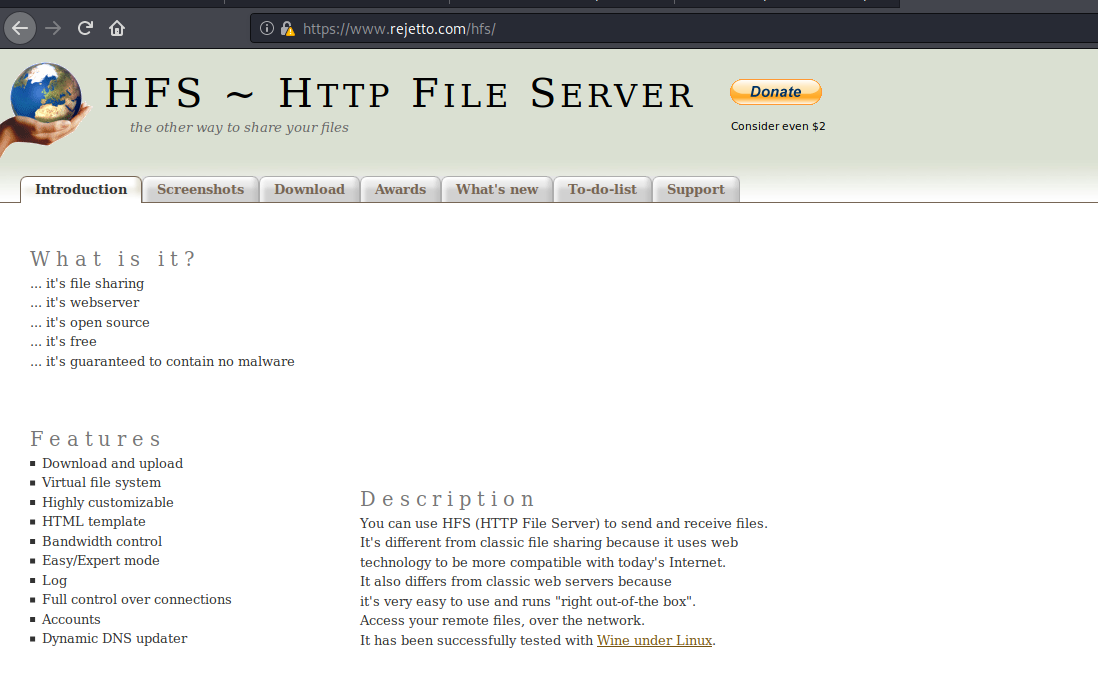 https://www.rejetto.com/hfs/
HFS ~ HTTP FILE SERVER
the other way to share your files
Donate
Consider even $2
Introduction
Screenshots
Download
Awards
What's new
To-do-list
Support
What is it?
... it's file sharing
... it's webserver
... it's open source
... it's free
... it's guaranteed to contain no malware
Features
Download and upload
Virtual file system
Highly customizable
HTML template
Bandwidth control
Easy/Expert mode
Log
Full control over connections
Accounts
Dynamic DNS updater
Description
You can use HFS (HTTP File Server) to send and receive files.
It's different from classic file sharing because it uses web
technology to be more compatible with today's Internet.
It also differs from classic web servers because
it's very easy to use and runs "right out-of-the box".
Access your remote files, over the network.
It has been successfully tested with Wine under Linux.